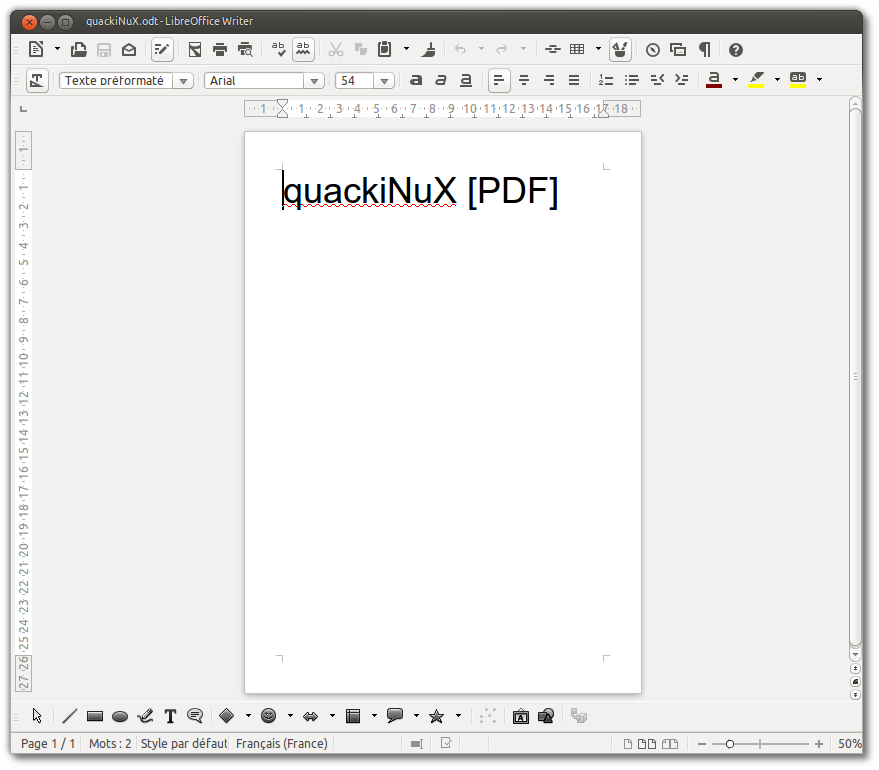 quackiNuX.odt - LibreOffice Writer
Texte préformaté Arial 54
1 1 2 3 4 5 6 7 8 9 10 11 12 13 14 15 16 17 18
1 1 2 3 4 5 6 7 8 9 10 11 12 13 14 15 16 17 18 19 20 21 22 23 24 25 26 27
quackiNuX [PDF]
Page 1 / 1 Mots : 2 Style par défaut Français (France) 50%